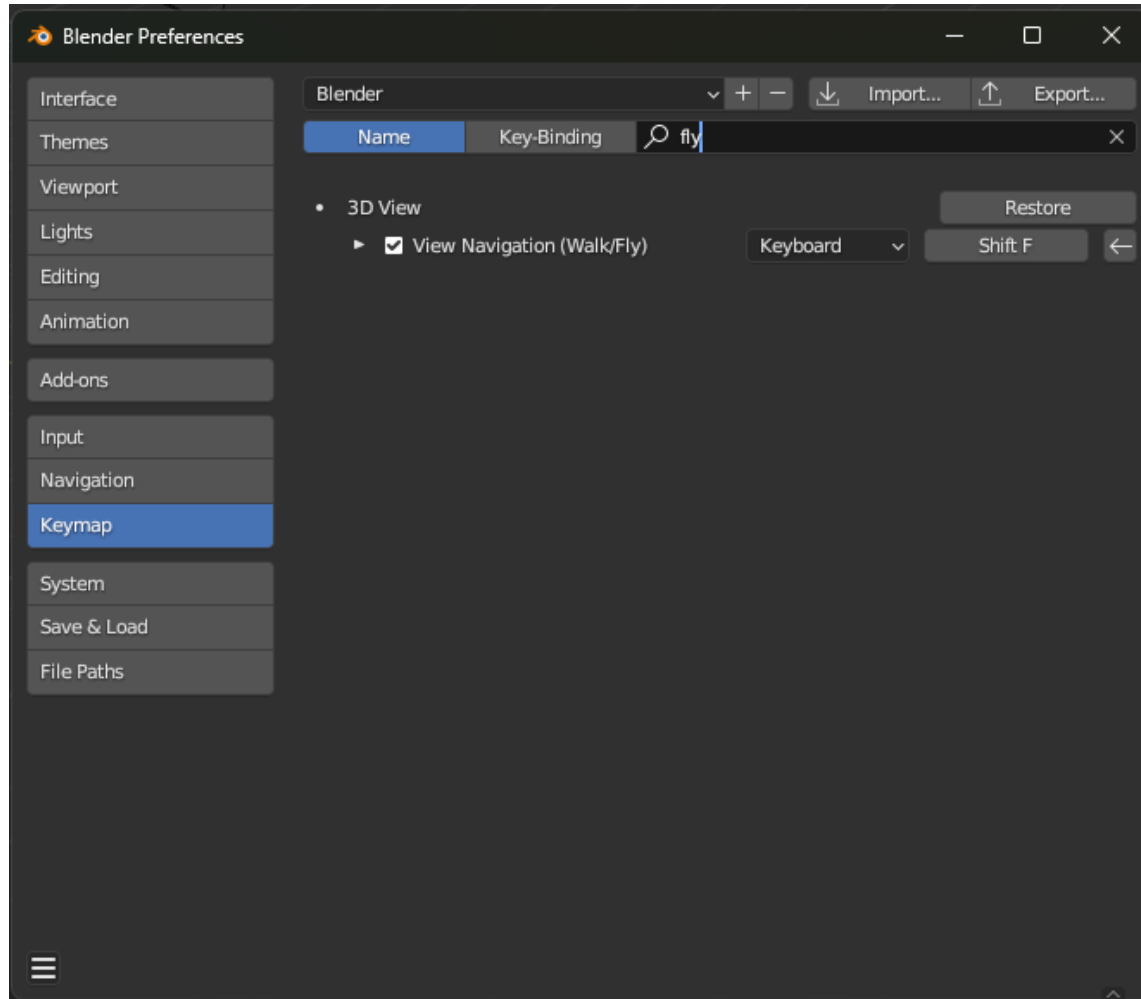 Blender Preferences
Interface
Themes
Viewport
Lights
Editing
Animation
Add-ons
Input
Navigation
Keymap
System
Save & Load
File Paths
Blender
Import...
Export...
Name
Key-Binding
fly
3D View
Restore
View Navigation (Walk/Fly)
Keyboard
Shift F